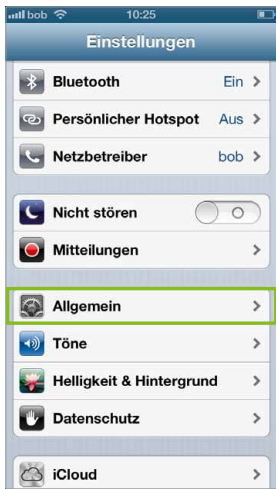 bob 10:25
Einstellungen
Bluetooth Ein
Persönlicher Hotspot Aus
Netzbetreiber bob
Nicht stören
Mitteilungen
Allgemein
Töne
Helligkeit & Hintergrund
Datenschutz
iCloud